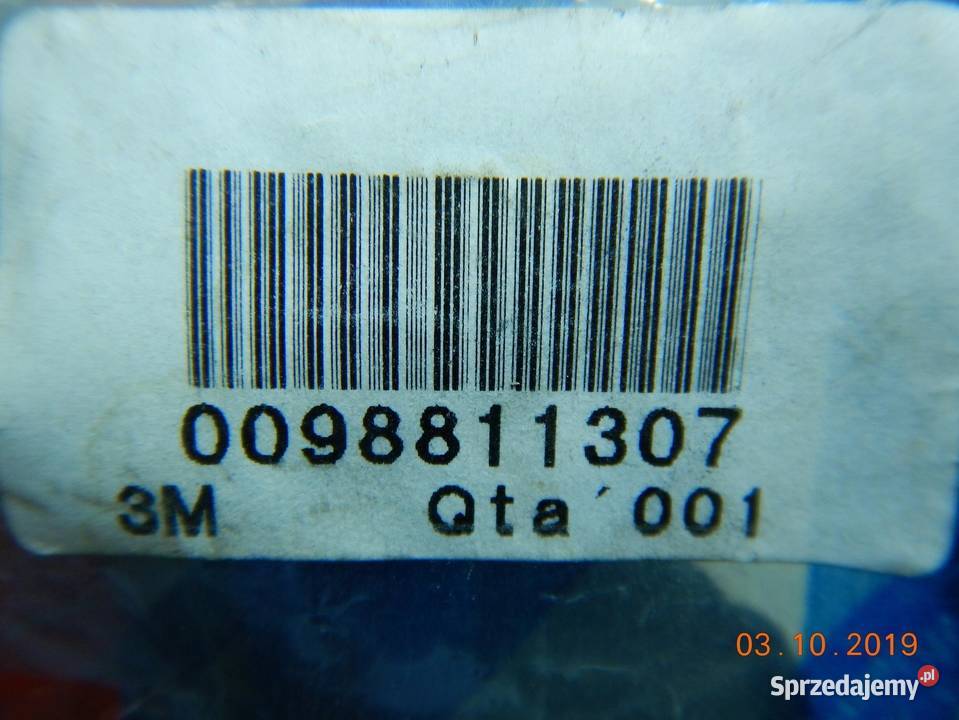 0098811307
3M Qta´001
03.10.2019
Sprzedajemy.pl